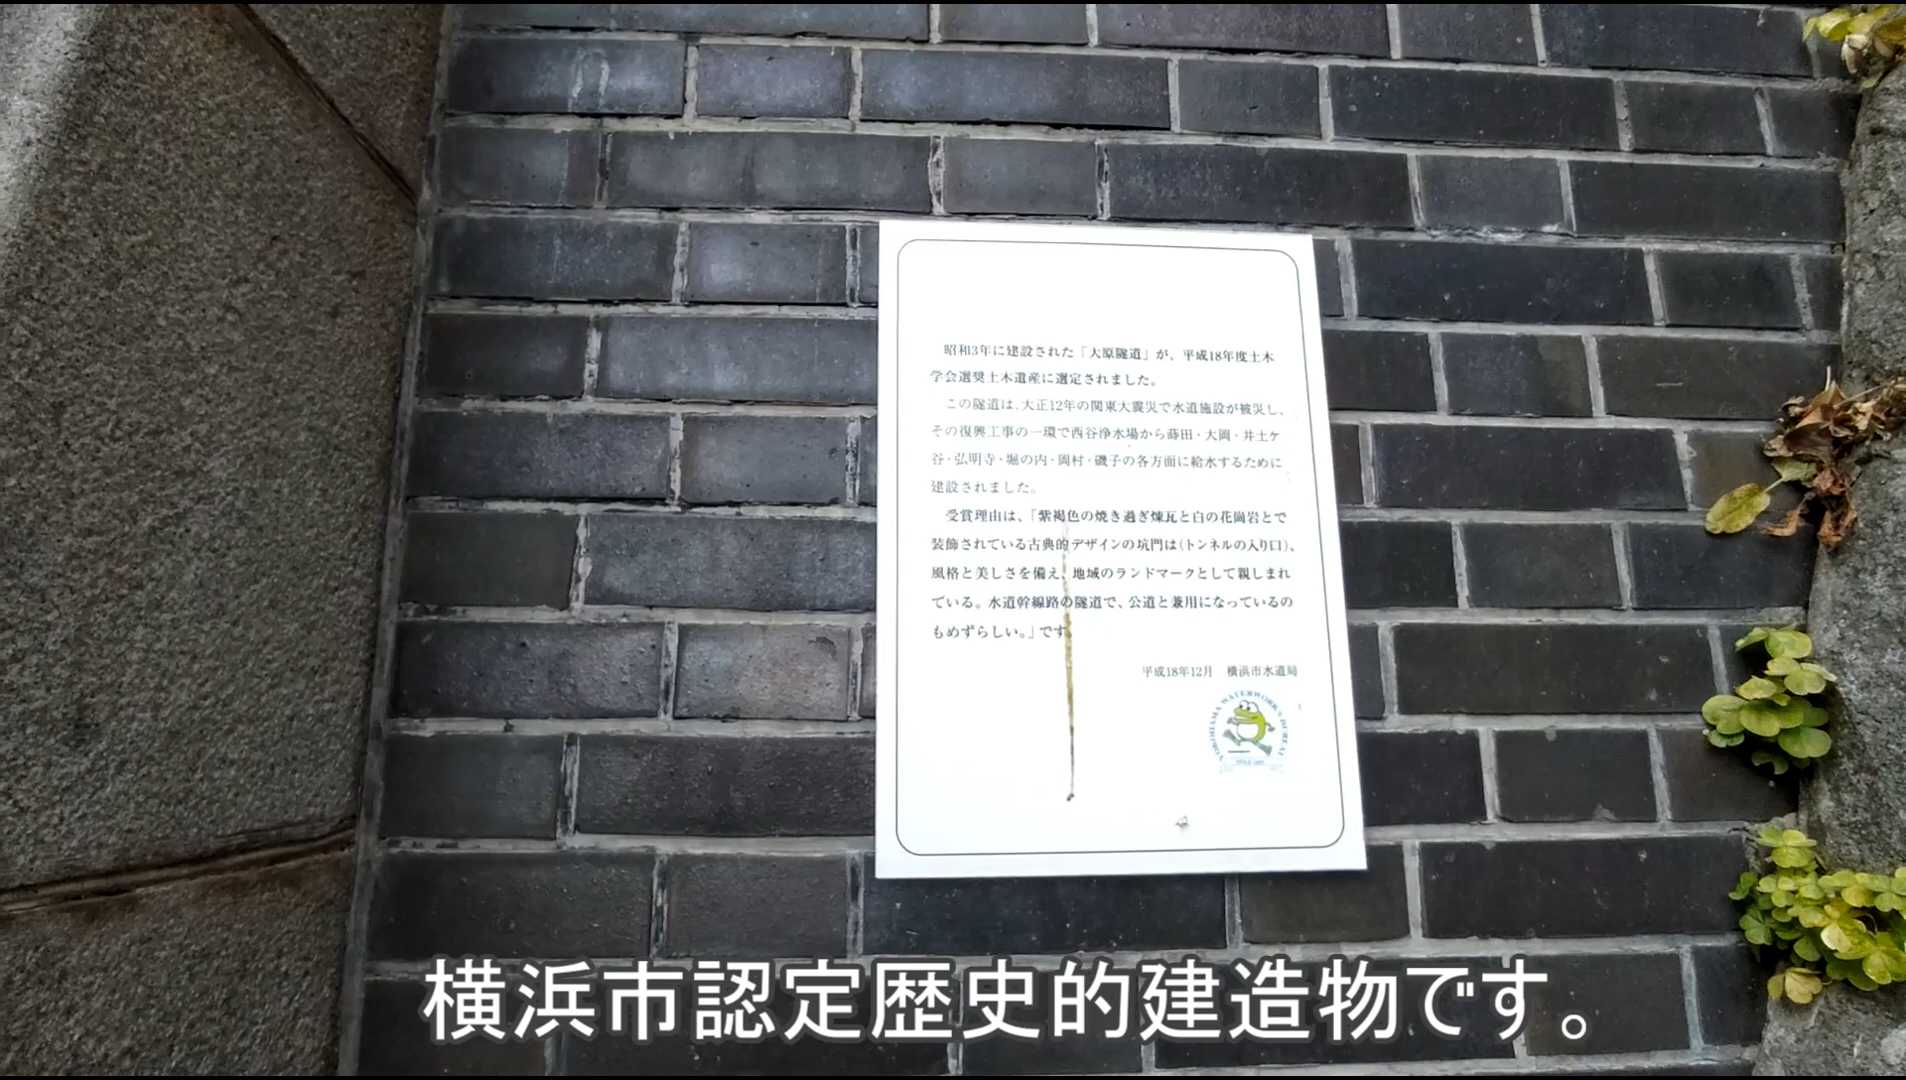 昭和3年に建設された「大原隧道」が、平成18年度土木
学会選奨土木遺産に選定されました。
この隧道は、大正12年の関東大震災で水道施設が被災し、
その復興工事の一環で西谷浄水場から蒔田・大岡・井土ケ
谷・弘明寺・堀の内・岡村・磯子の各方面に給水するために
建設されました。
受賞理由は、「紫褐色の焼き過ぎ煉瓦と白の花崗岩とで
装飾されている古典的デザインの坑門は(トンネルの入り口)、
風格と美しさを備え、地域のランドマークとして親しまれ
ている。水道幹線路の隧道で、公道と兼用になっているの
もめずらしい。」です。
平成18年12月 横浜市水道局
YOKOHAMA WATERWORKS BUREAU
横浜市認定歴史的建造物です。